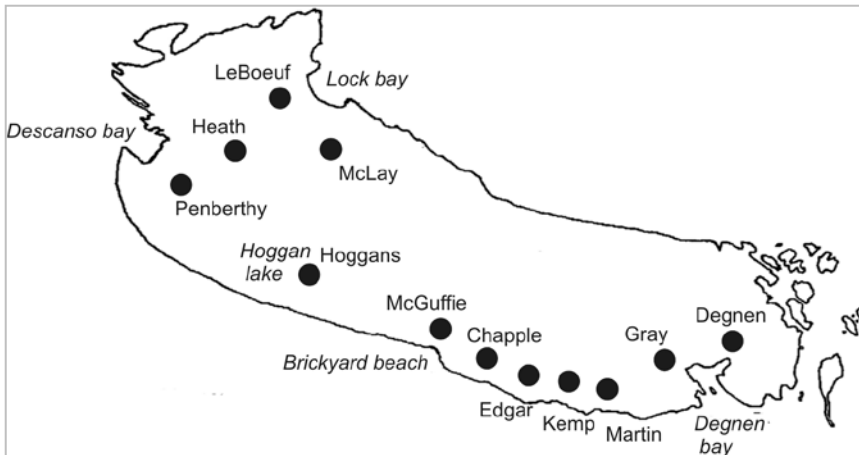 LeBoeuf
Lock bay
Descanso bay
Heath
McLay
Penberthy
Hoggan
lake
Hoggans
McGuffie
Chapple
Gray
Degnen
Brickyard beach
Edgar
Kemp
Martin
Degnen
bay